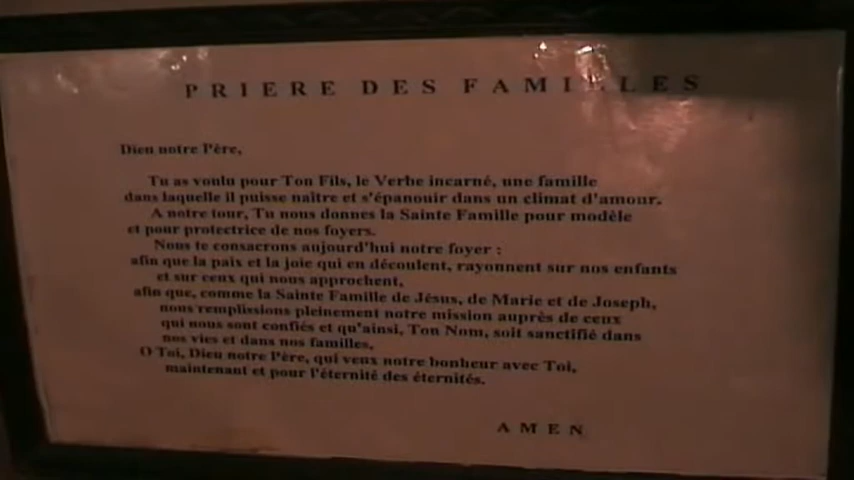 PRIERE DES FAMILLES
Dieu notre Père,
Tu as voulu pour Ton Fils, le Verbe incarné, une famille
dans laquelle il puisse naître et s'épanouir dans un climat d'amour.
A notre tour, Tu nous donnes la Sainte Famille pour modèle
et pour protectrice de nos foyers.
Nous te consacrons aujourd'hui notre foyer :
afin que la paix et la joie qui en découlent, rayonnent sur nos enfants
et sur ceux qui nous approchent,
afin que, comme la Sainte Famille de Jésus, de Marie et de Joseph,
nous remplissions pleinement notre mission auprès de ceux
qui nous sont confiés et qu'ainsi, Ton Nom, soit sanctifié dans
nos vies et dans nos familles,
O Toi, Dieu notre Père, qui veux notre bonheur avec Toi,
maintenant et pour l'éternité des éternités.
AMEN